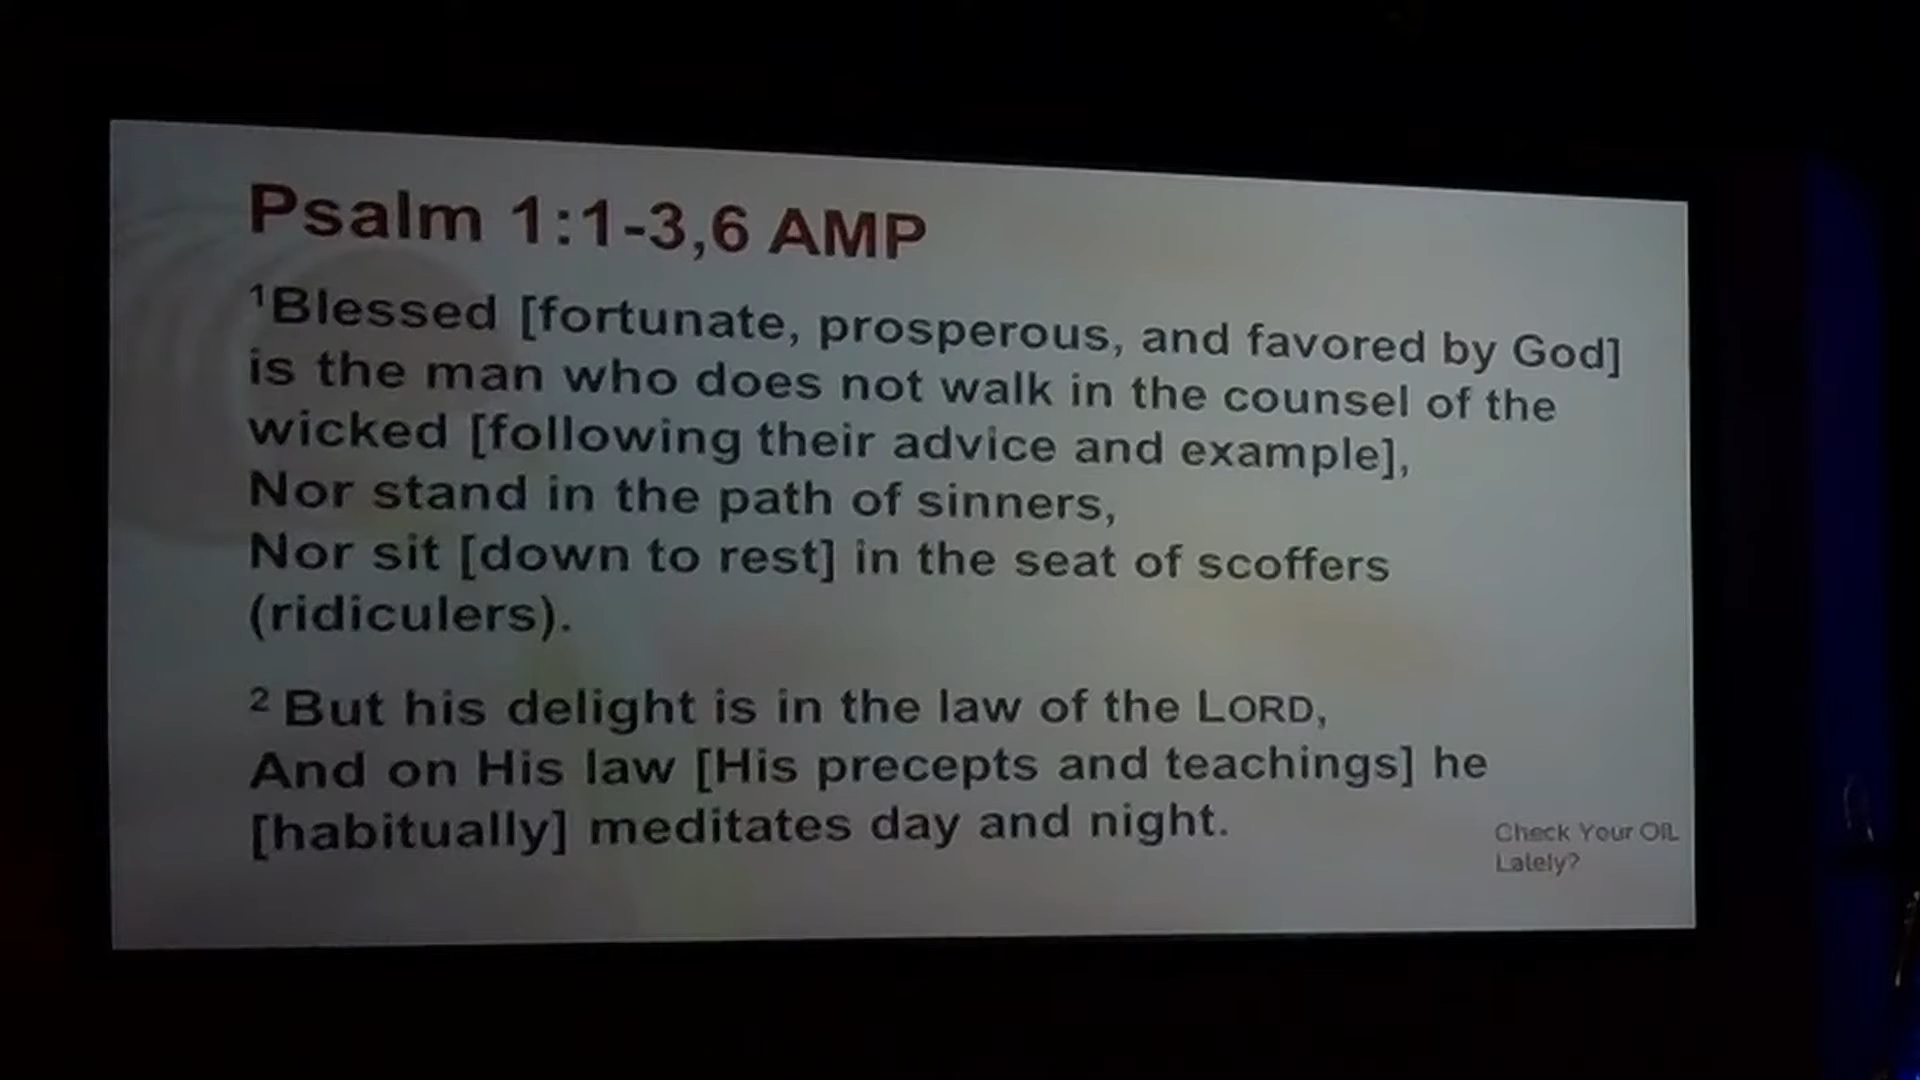 Psalm 1:1-3,6 AMP
¹Blessed [fortunate, prosperous, and favored by God]
is the man who does not walk in the counsel of the
wicked [following their advice and example],
Nor stand in the path of sinners,
Nor sit [down to rest] in the seat of scoffers
(ridiculers).
² But his delight is in the law of the LORD,
And on His law [His precepts and teachings] he
[habitually] meditates day and night.
Check Your OIL
Lately?